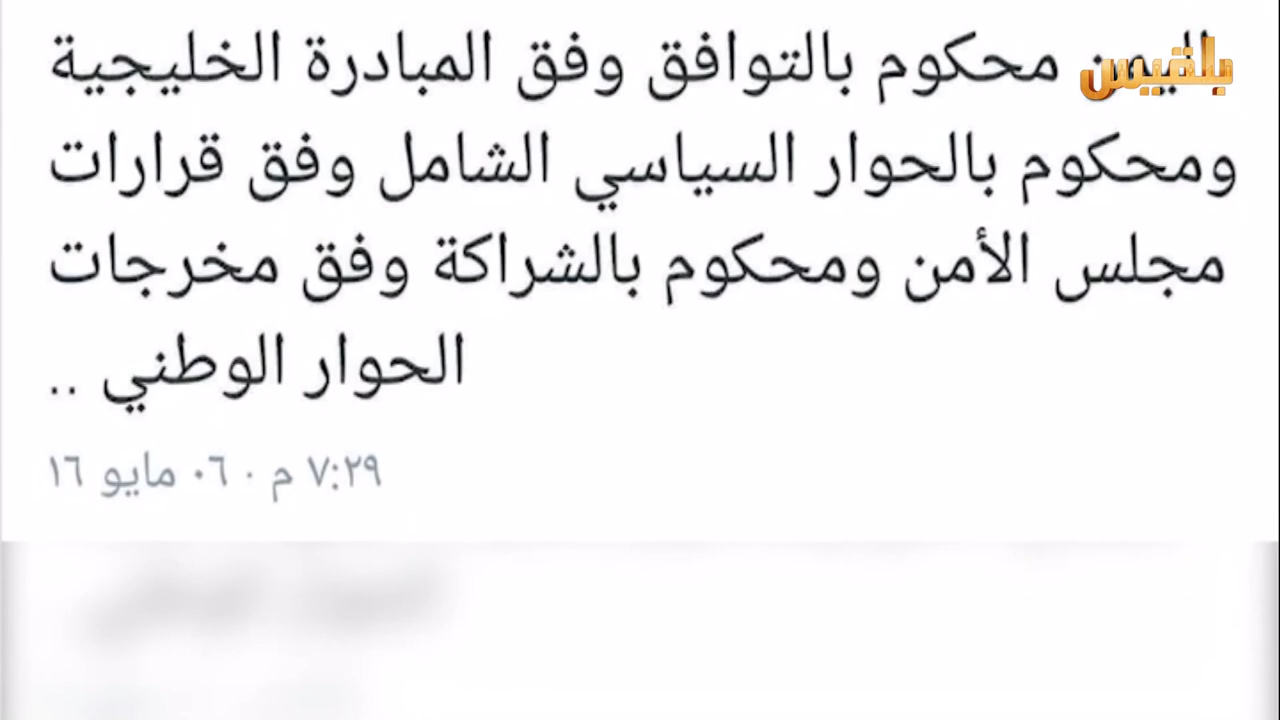 بلقيس
اليمن محكوم بالتوافق وفق المبادرة الخليجية
ومحكوم بالحوار السياسي الشامل وفق قرارات
مجلس الأمن ومحكوم بالشراكة وفق مخرجات
الحوار الوطني ..
٧:٢٩ م · ٠٦ مايو ١٦